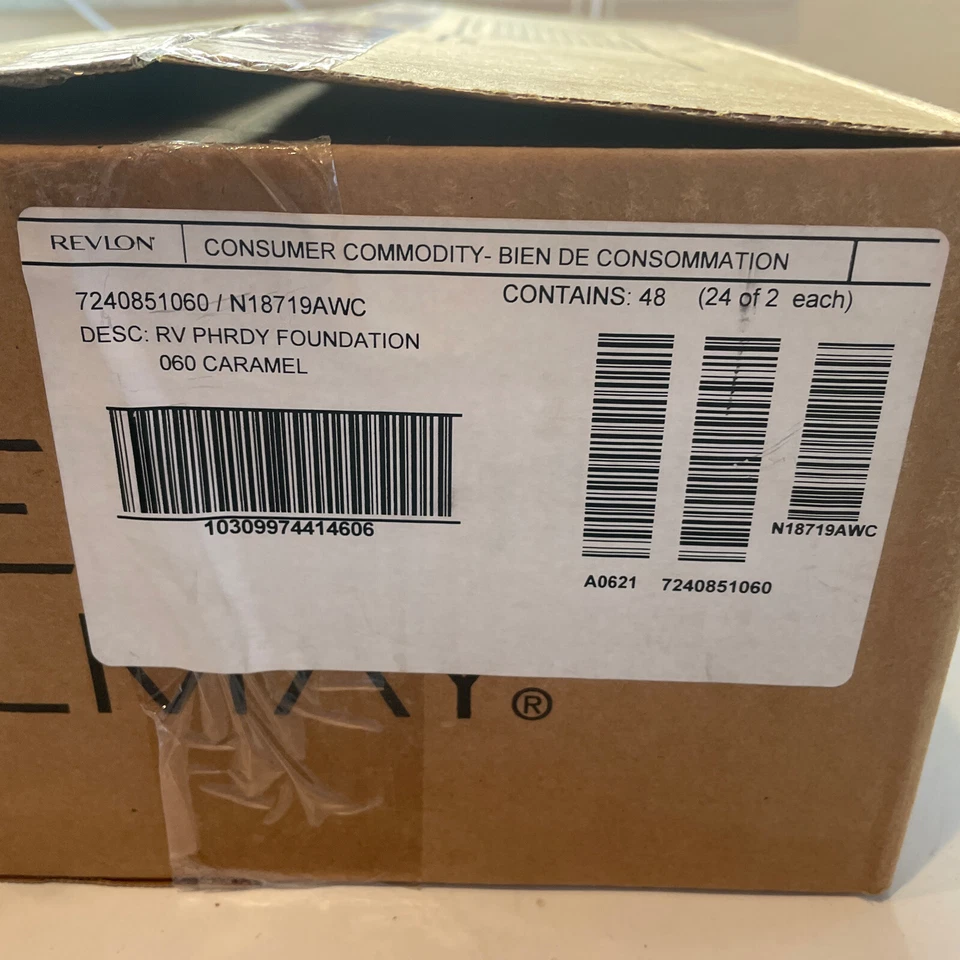 REVLON
CONSUMER COMMODITY- BIEN DE CONSOMMATION
7240851060 / N18719AWC
CONTAINS: 48 (24 of 2 each)
DESC: RV PHRDY FOUNDATION
060 CARAMEL
10309974414606
N18719AWC
A0621
7240851060
MAY®